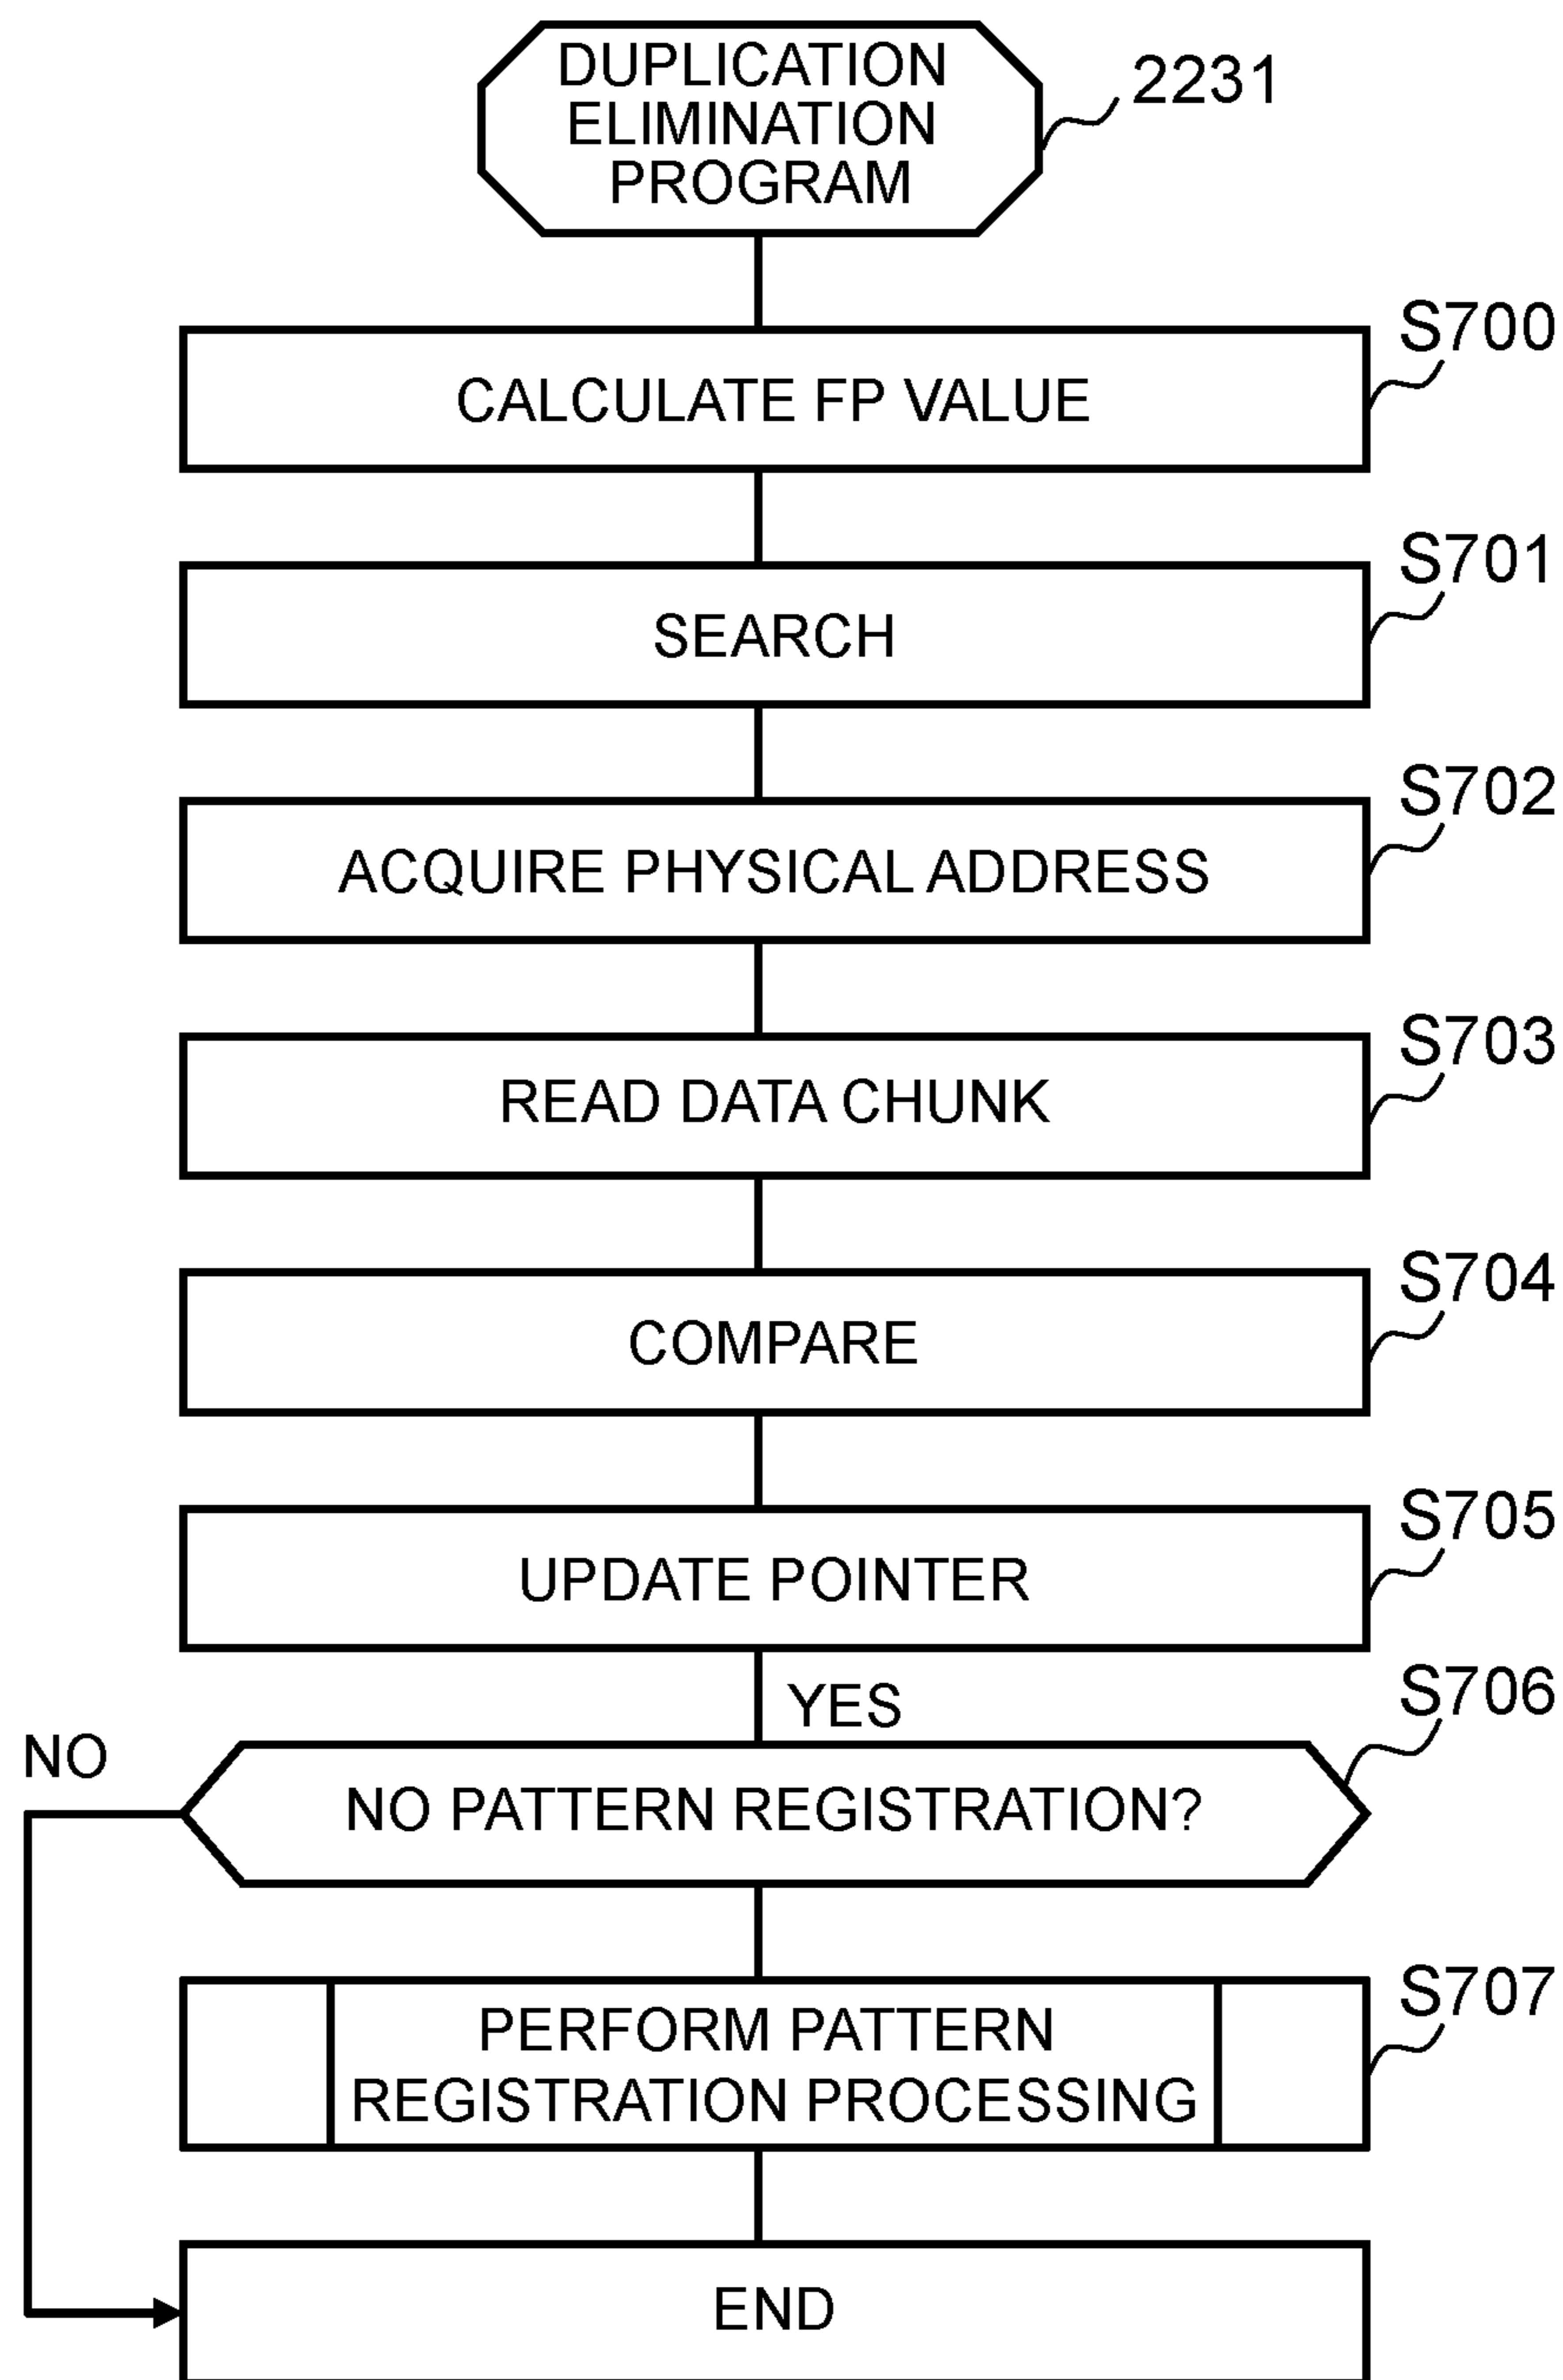 DUPLICATION
ELIMINATION
PROGRAM
2231
S700
CALCULATE FP VALUE
S701
SEARCH
S702
ACQUIRE PHYSICAL ADDRESS
S703
READ DATA CHUNK
S704
COMPARE
S705
UPDATE POINTER
YES
S706
NO
NO PATTERN REGISTRATION?
S707
PERFORM PATTERN
REGISTRATION PROCESSING
END